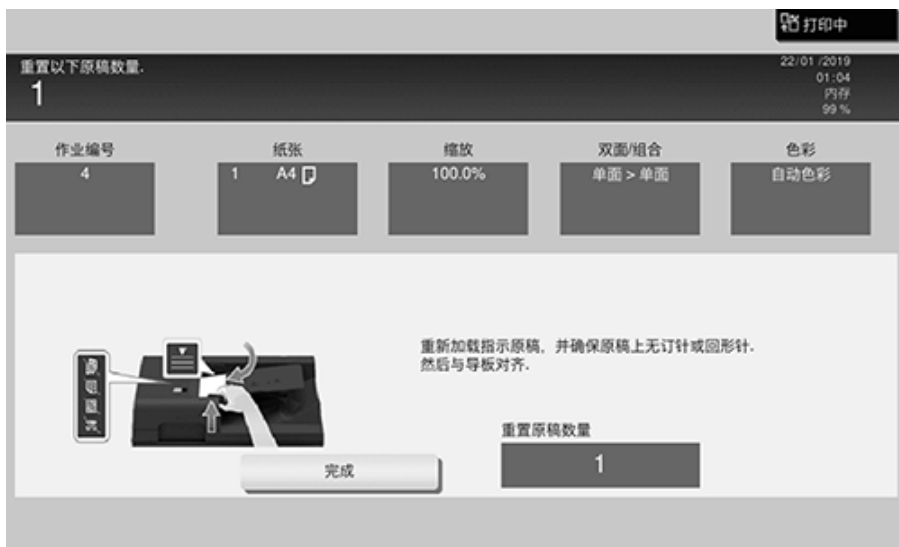 打印中
重置以下原稿数量.
1
22/01 /2019
01:04
内存
99 %
作业编号
4
纸张
1 A4
缩放
100.0%
双面/组合
单面 > 单面
色彩
自动色彩
重新加载指示原稿, 并确保原稿上无订针或回形针.
然后与导板对齐.
重置原稿数量
1
完成